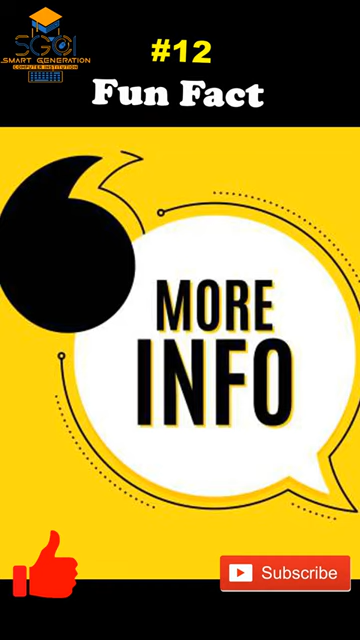 SGCI
SMART GENERATION
COMPUTER INSTITUTION
#12
Fun Fact
MORE
INFO
Subscribe